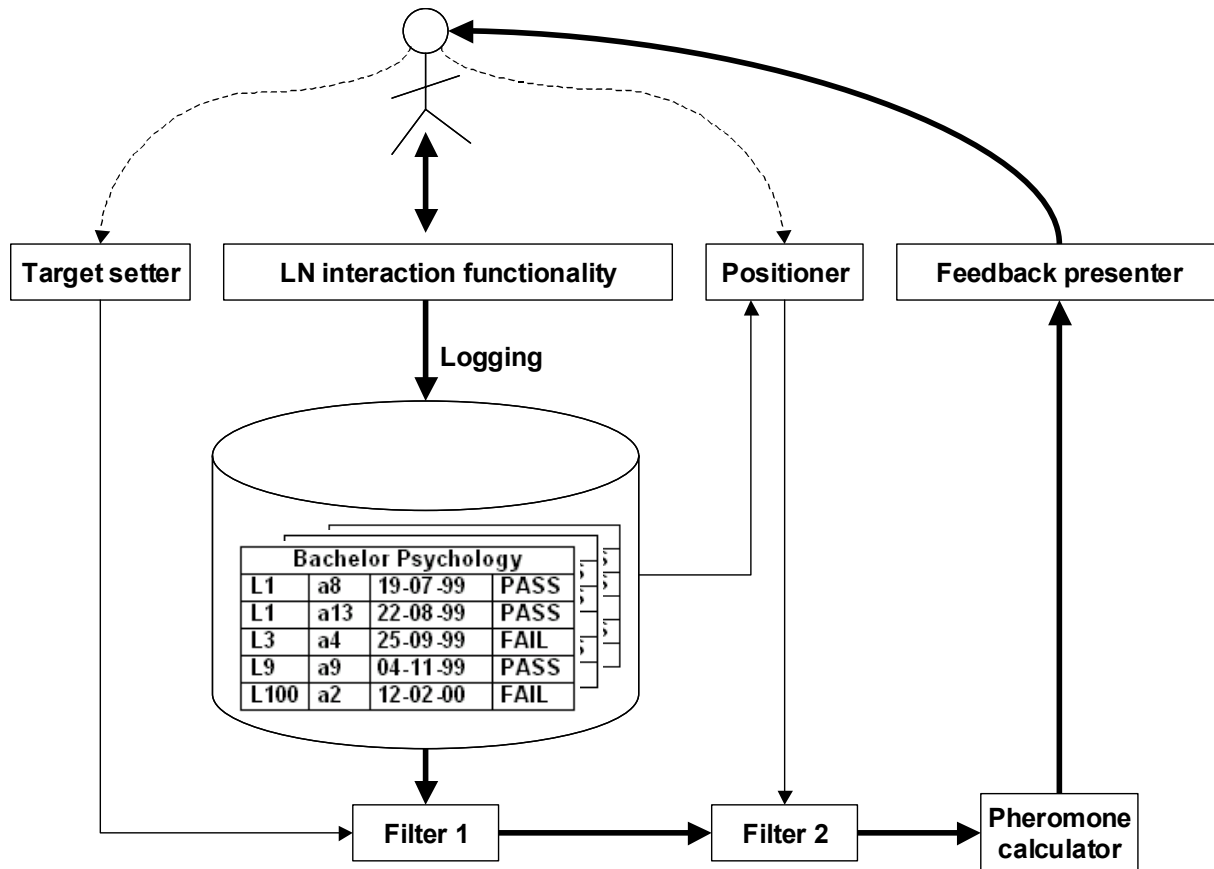 Target setter
LN interaction functionality
Positioner
Feedback presenter
Logging
Bachelor Psychology
L1 a8 19-07-99 PASS
L1 a13 22-08-99 PASS
L3 a4 25-09-99 FAIL
L9 a9 04-11-99 PASS
L100 a2 12-02-00 FAIL
Filter 1
Filter 2
Pheromone
calculator